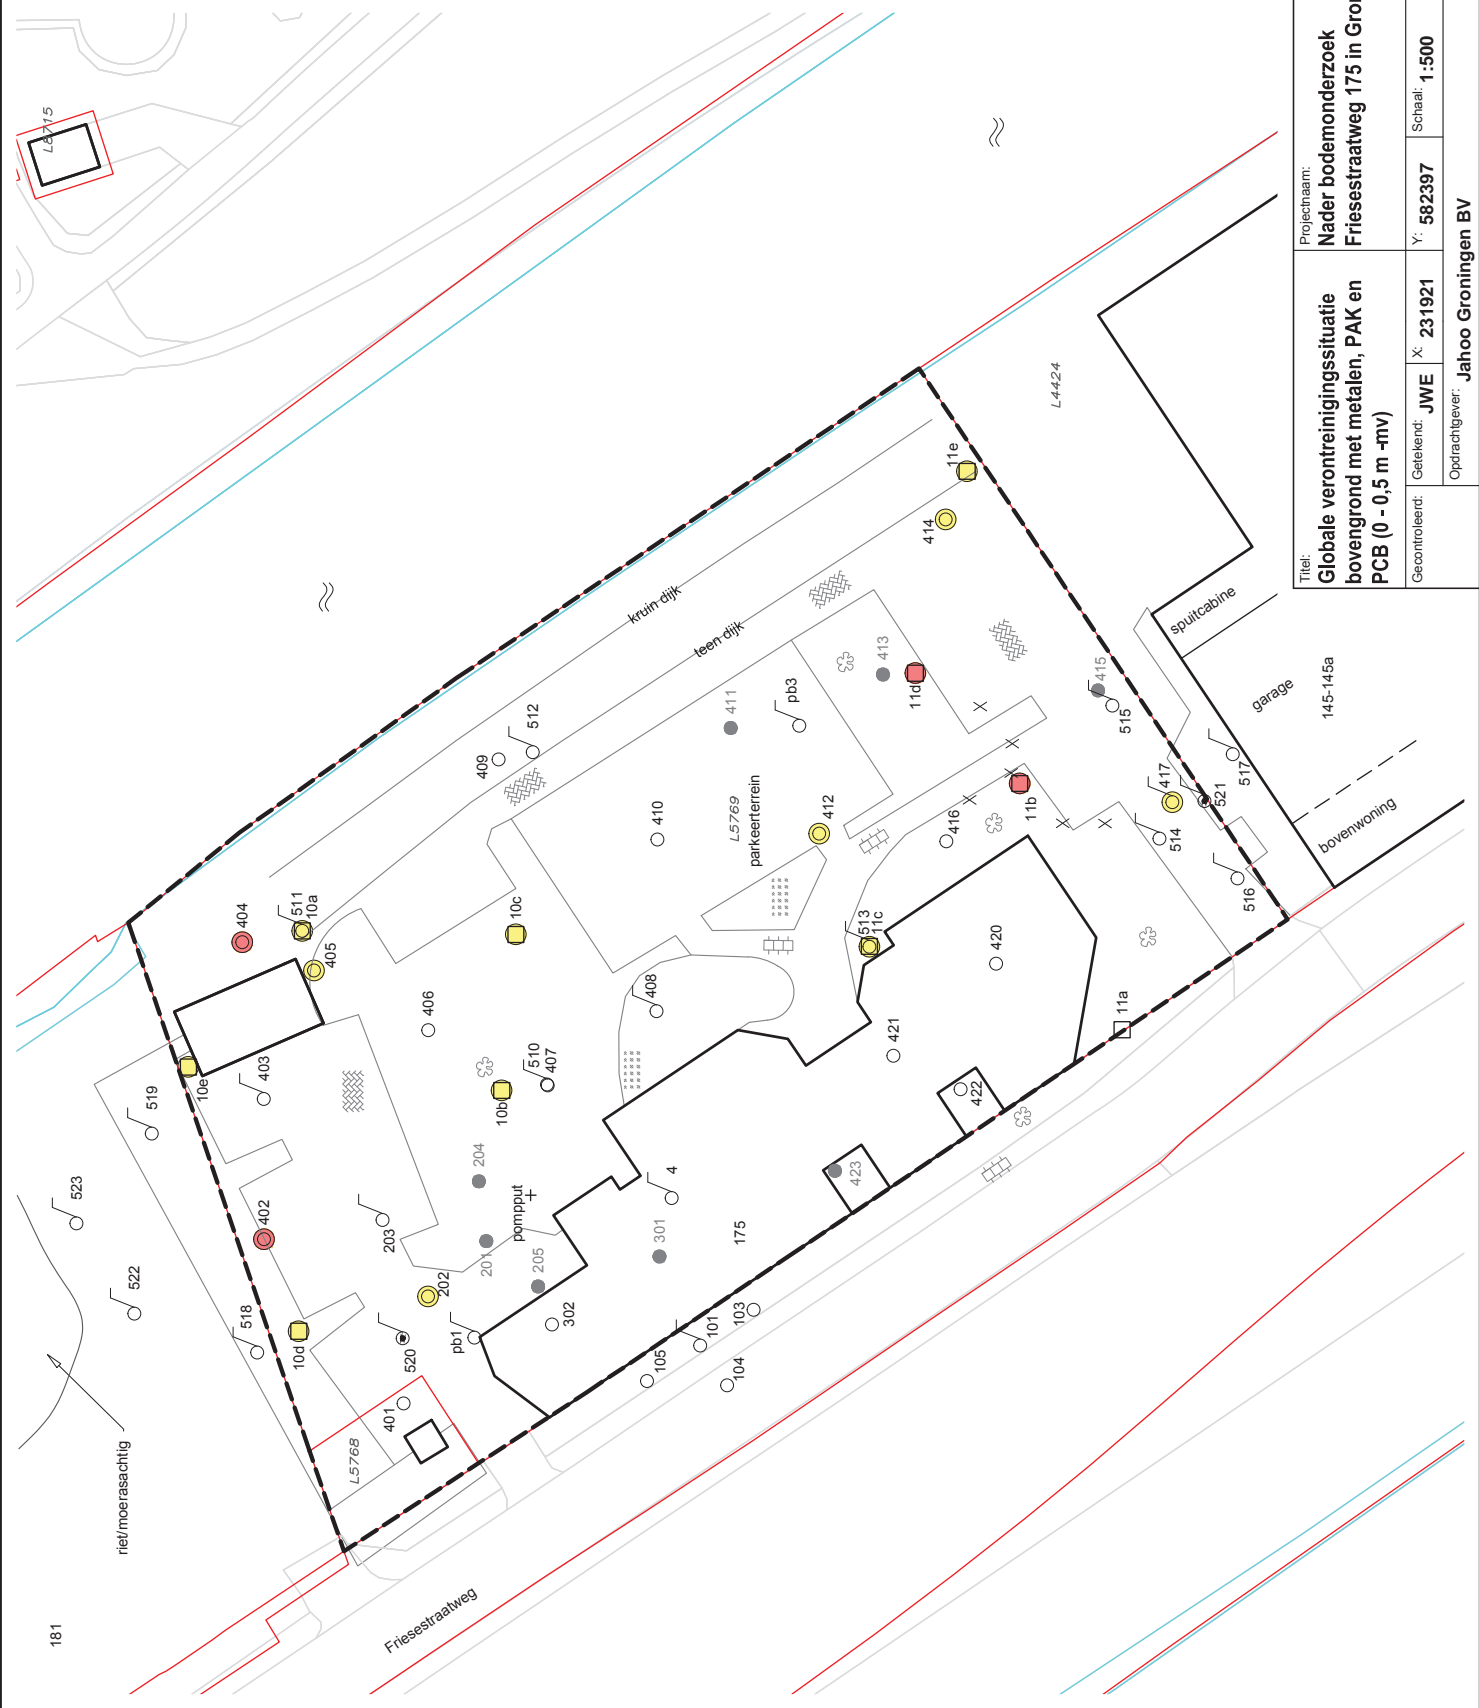 181
riet/moerasachtig
Friesestraatweg
L8715
523
522
519
518
10d
10e
402
403
404
511
10a
405
10c
406
510
407
10b
204
201
205
pompput
203
202
520
pb1
401
L5768
302
301
4
175
105
101
103
104
408
409
512
410
411
pb3
L5769
parkeerterrein
412
kruin dijk
teen dijk
413
11d
414
11e
L4424
415
515
417
521
517
514
516
11b
416
513
11c
420
421
422
423
11a
spuitcabine
garage
145-145a
bovenwoning
Titel:
Globale verontreinigingssituatie
bovengrond met metalen, PAK en
PCB (0 - 0,5 m -mv)
Projectnaam:
Nader bodemonderzoek
Friesestraatweg 175 in Gro
Gecontroleerd:
Getekend: JWE
X: 231921
Y: 582397
Schaal: 1:500
Opdrachtgever: Jahoo Groningen BV